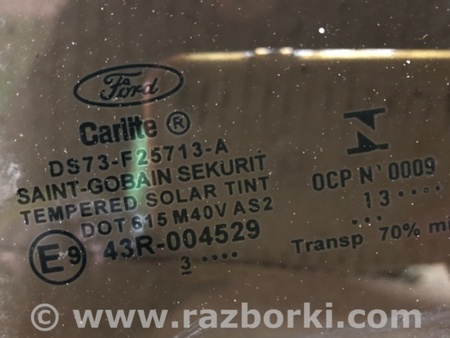 Ford
Carlite ®
DS73-F25713-A
SAINT-GOBAIN SEKURIT
TEMPERED SOLAR TINT
DOT 615 M40V AS2
E9 43R-004529
3 ....
OCP N° 0009
13 ....
...
Transp 70% mi
© www.razborki.com